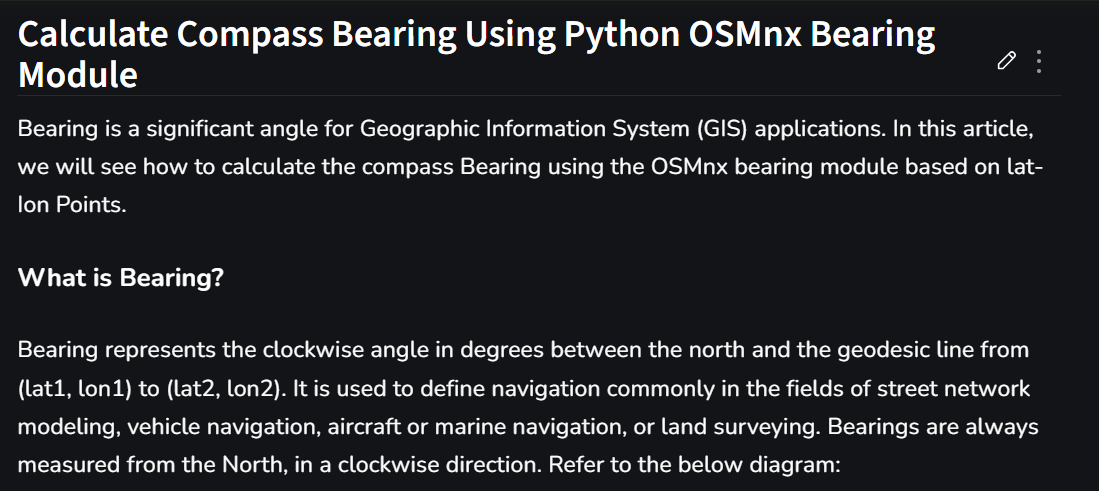 Calculate Compass Bearing Using Python OSMnx Bearing
Module
Bearing is a significant angle for Geographic Information System (GIS) applications. In this article,
we will see how to calculate the compass Bearing using the OSMnx bearing module based on lat-
lon Points.
What is Bearing?
Bearing represents the clockwise angle in degrees between the north and the geodesic line from
(lat1, lon1) to (lat2, lon2). It is used to define navigation commonly in the fields of street network
modeling, vehicle navigation, aircraft or marine navigation, or land surveying. Bearings are always
measured from the North, in a clockwise direction. Refer to the below diagram: